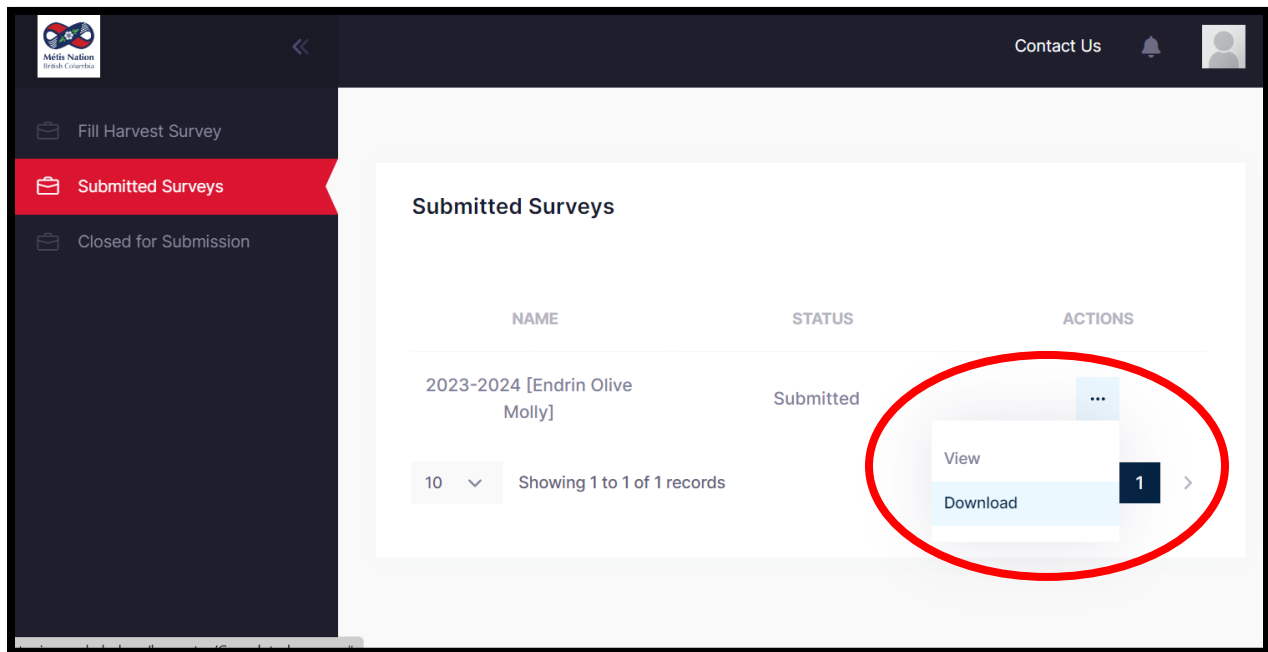 Métis Nation
British Columbia
Contact Us
Fill Harvest Survey
Submitted Surveys
Closed for Submission
Submitted Surveys
NAME STATUS ACTIONS
2023-2024 [Endrin Olive
Molly]
Submitted
...
View
Download
10
Showing 1 to 1 of 1 records
1